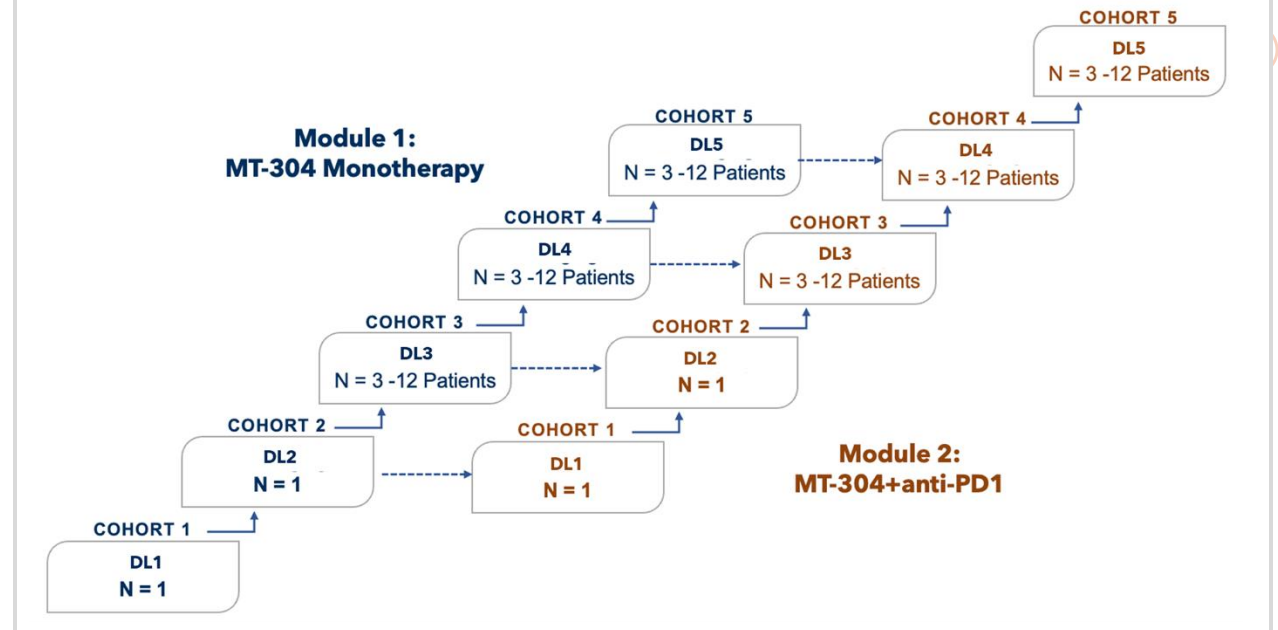 COHORT 5
DL5
N = 3 -12 Patients
COHORT 4
DL4
N = 3 -12 Patients
COHORT 3
DL3
N = 3 -12 Patients
COHORT 2
DL2
N = 1
COHORT 1
DL1
N = 1
Module 2:
MT-304+anti-PD1
Module 1:
MT-304 Monotherapy
COHORT 5
DL5
N = 3 -12 Patients
COHORT 4
DL4
N = 3 -12 Patients
COHORT 3
DL3
N = 3 -12 Patients
COHORT 2
DL2
N = 1
COHORT 1
DL1
N = 1